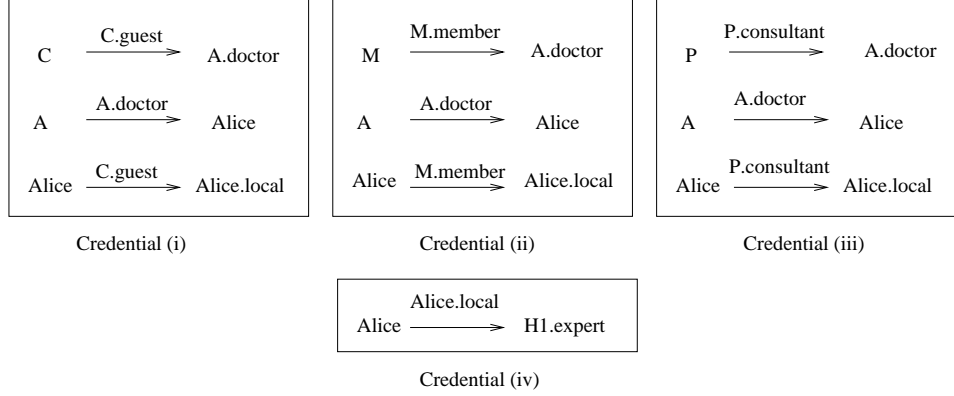 C C.guest A.doctor
A A.doctor Alice
Alice C.guest Alice.local
Credential (i)
M M.member A.doctor
A A.doctor Alice
Alice M.member Alice.local
Credential (ii)
P P.consultant A.doctor
A A.doctor Alice
Alice P.consultant Alice.local
Credential (iii)
Alice Alice.local H1.expert
Credential (iv)